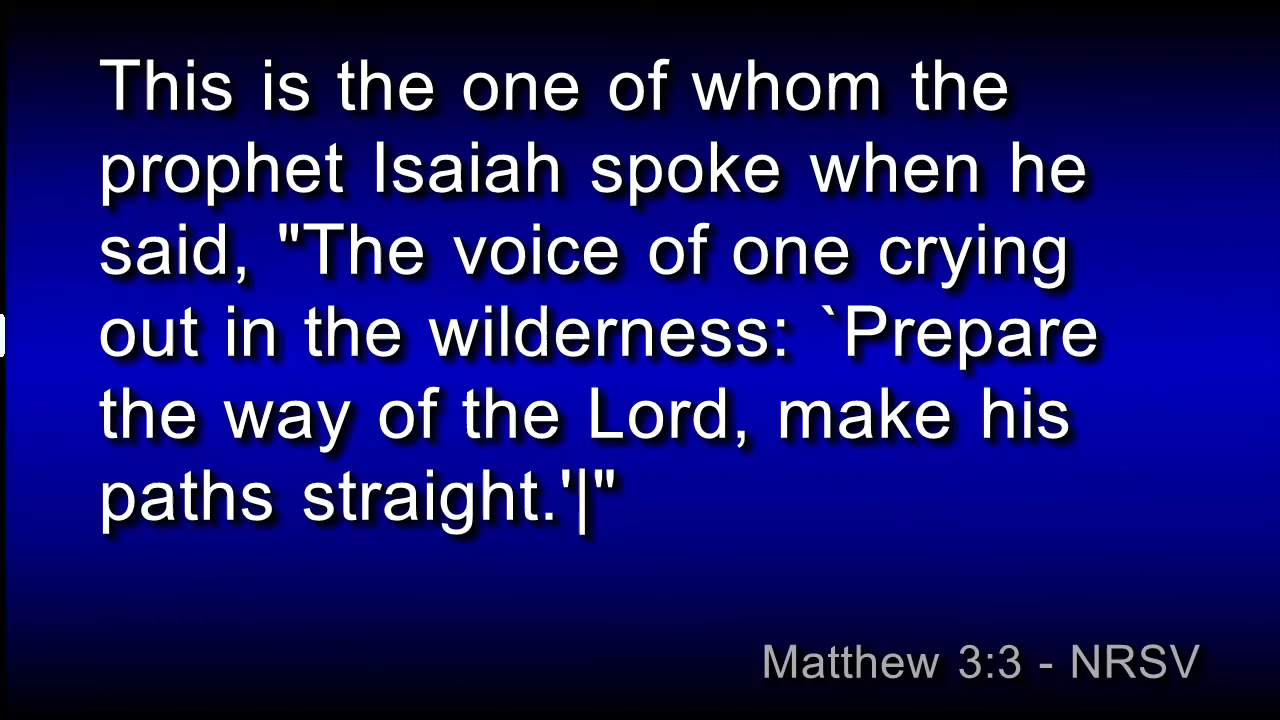 This is the one of whom the
prophet Isaiah spoke when he
said, "The voice of one crying
out in the wilderness: `Prepare
the way of the Lord, make his
paths straight.'|"
Matthew 3:3 - NRSV